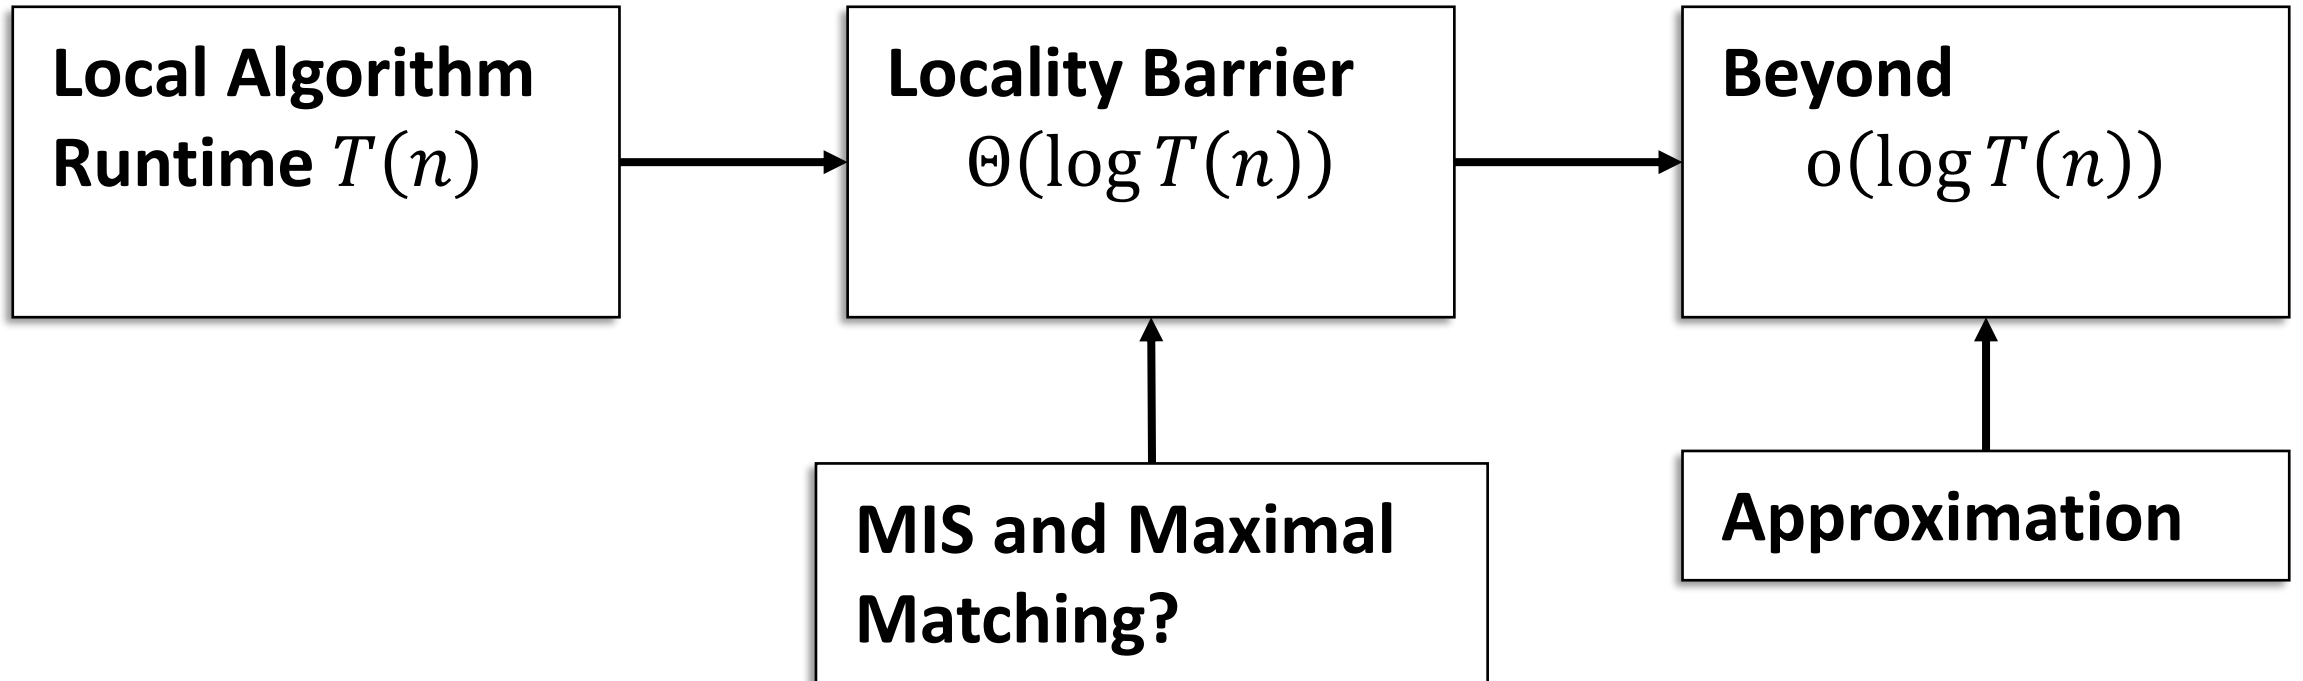 Local Algorithm
Runtime T(n)
Locality Barrier
Θ(log T(n))
Beyond
o(log T(n))
MIS and Maximal
Matching?
Approximation